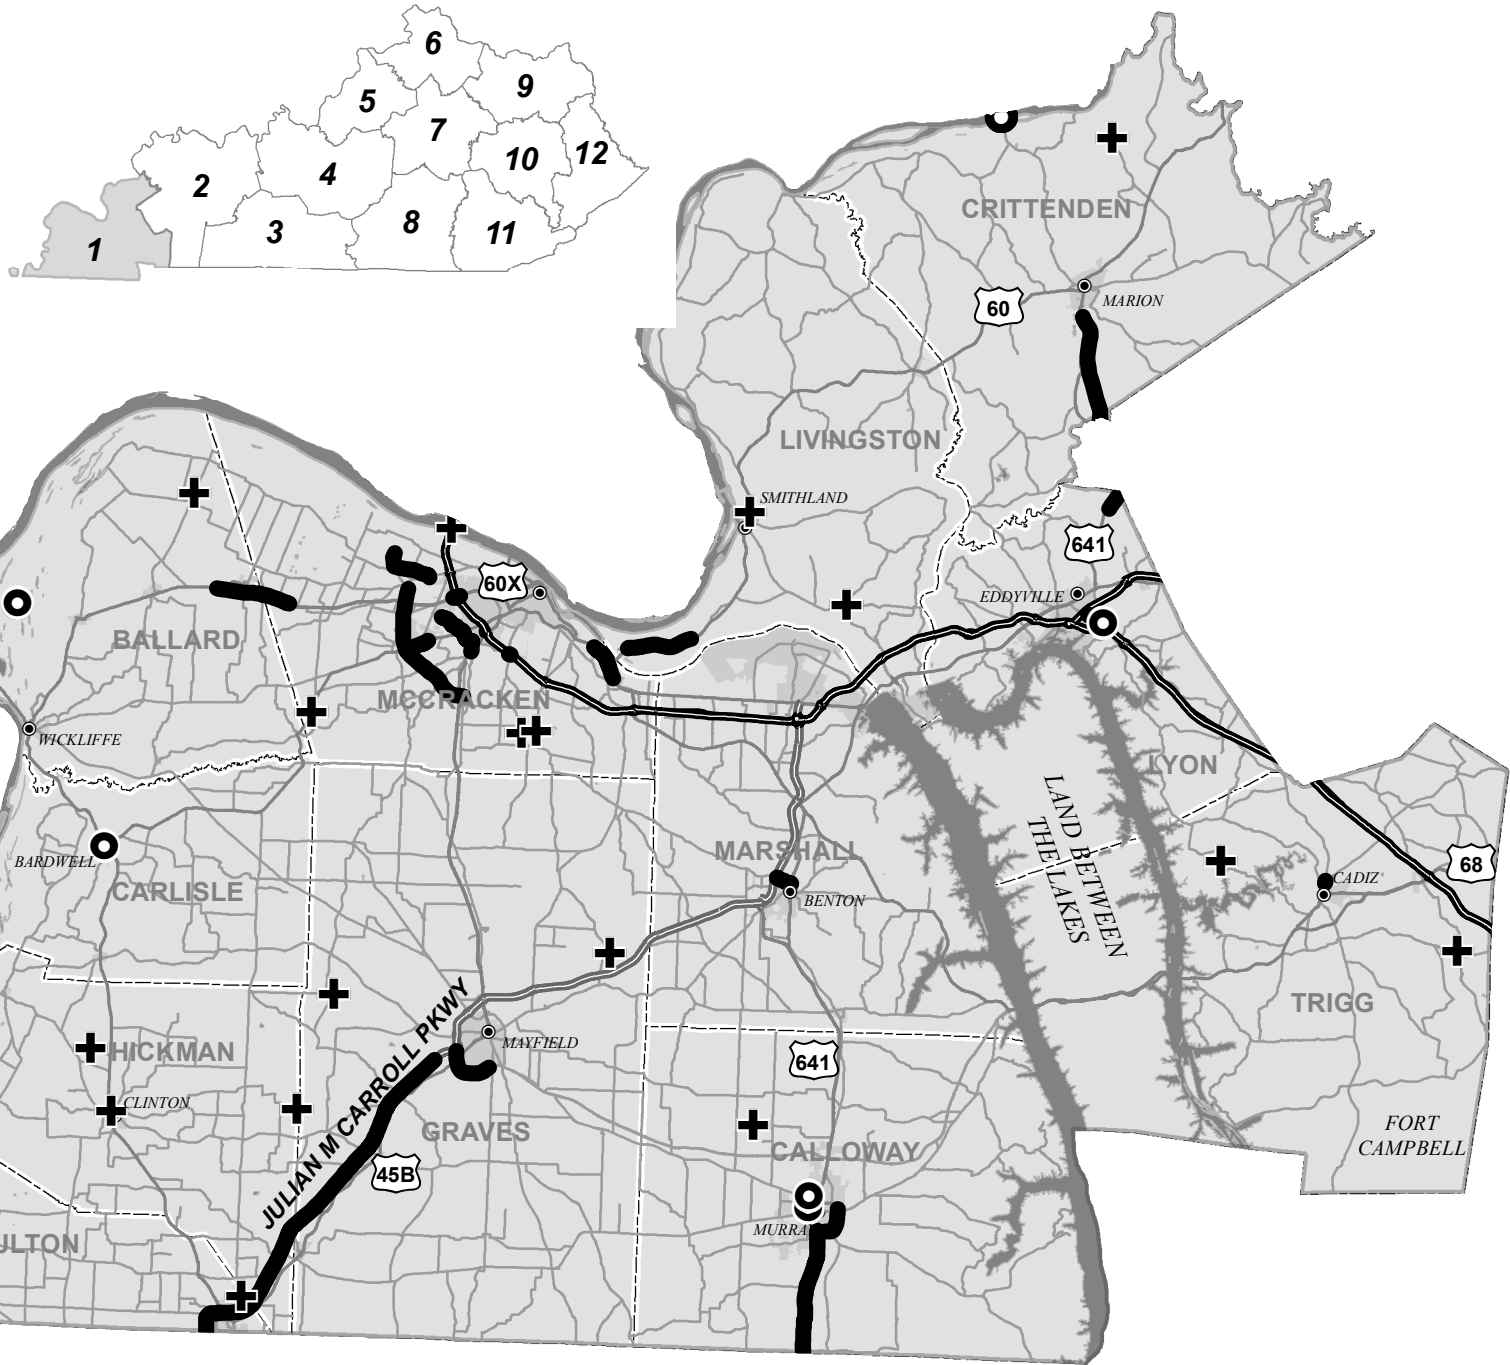 6
9
5
7
12
10
4
2
8
3
11
1
CRITTENDEN
60
MARION
LIVINGSTON
SMITHLAND
641
60X
EDDYVILLE
BALLARD
MCCRACKEN
WICKLIFFE
LYON
LAND BETWEEN
THE LAKES
MARSHALL
BARDWELL
68
CADIZ
CARLISLE
BENTON
TRIGG
JULIAN M CARROLL PKWY
MAYFIELD
HICKMAN
641
CLINTON
GRAVES
FORT
CAMPBELL
CALLOWAY
45B
MURRA
ULTON